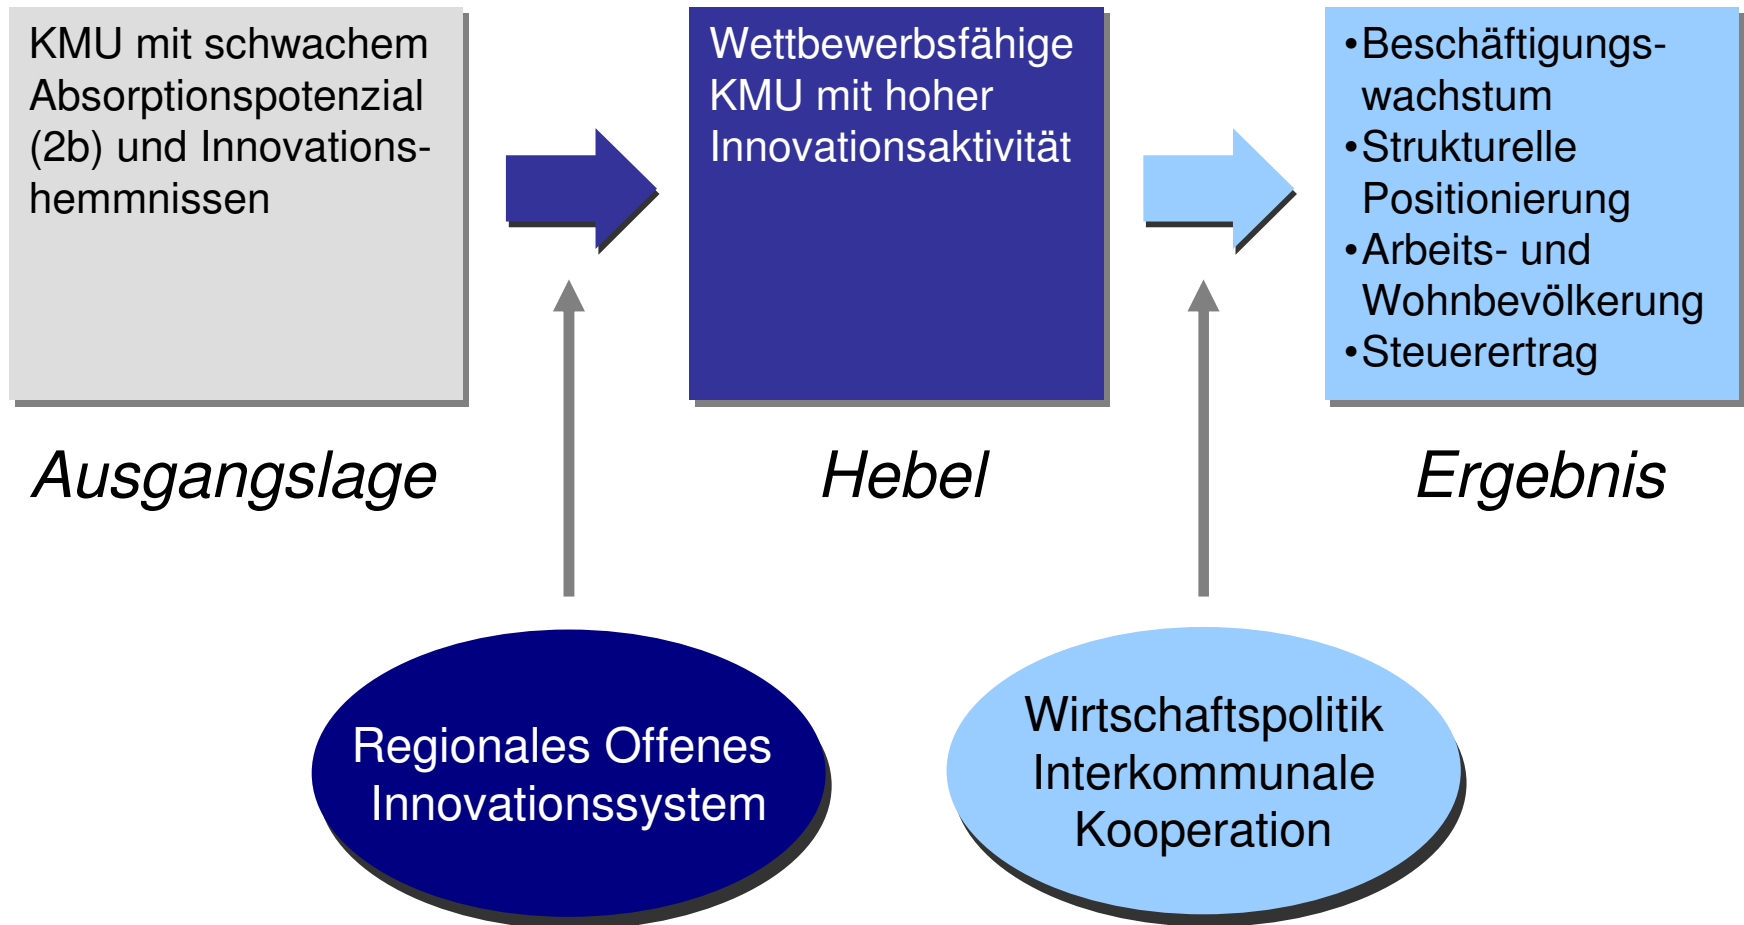 KMU mit schwachem
Absorptionspotenzial
(2b) und Innovations-
hemmnissen
Wettbewerbsfähige
KMU mit hoher
Innovationsaktivität
•Beschäftigungs-
wachstum
•Strukturelle
Positionierung
•Arbeits- und
Wohnbevölkerung
•Steuerertrag
Ausgangslage
Hebel
Ergebnis
Regionales Offenes
Innovationssystem
Wirtschaftspolitik
Interkommunale
Kooperation